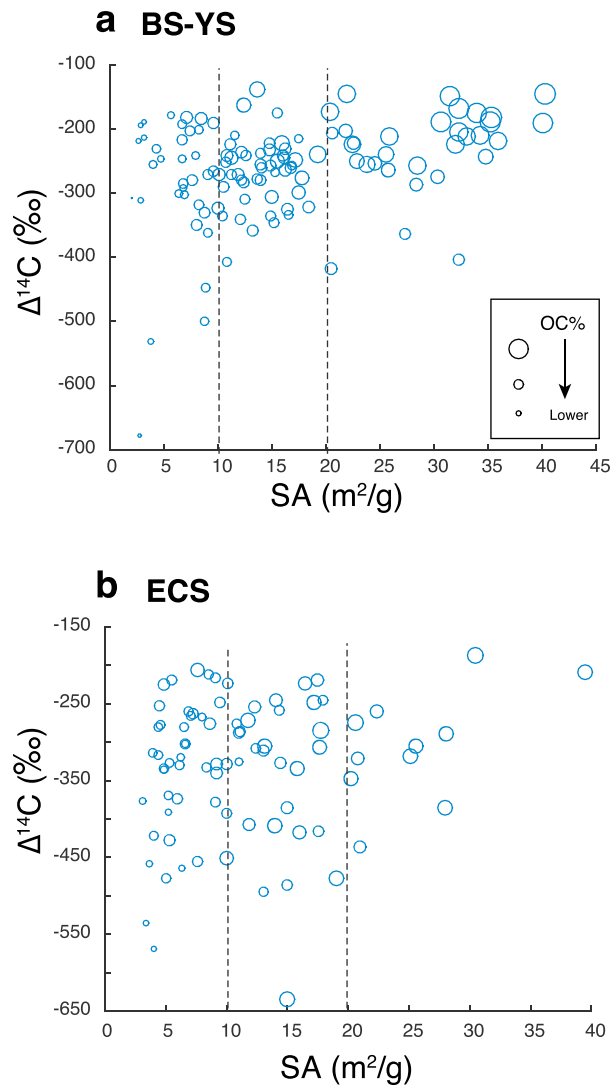 a BS-YS
-100
-200
-300
-400
-500
-600
-700
Δ¹⁴C (‰)
OC%
Lower
0 5 10 15 20 25 30 35 40 45
SA (m²/g)
b ECS
-150
-250
-350
-450
-550
-650
Δ¹⁴C (‰)
0 5 10 15 20 25 30 35 40
SA (m²/g)